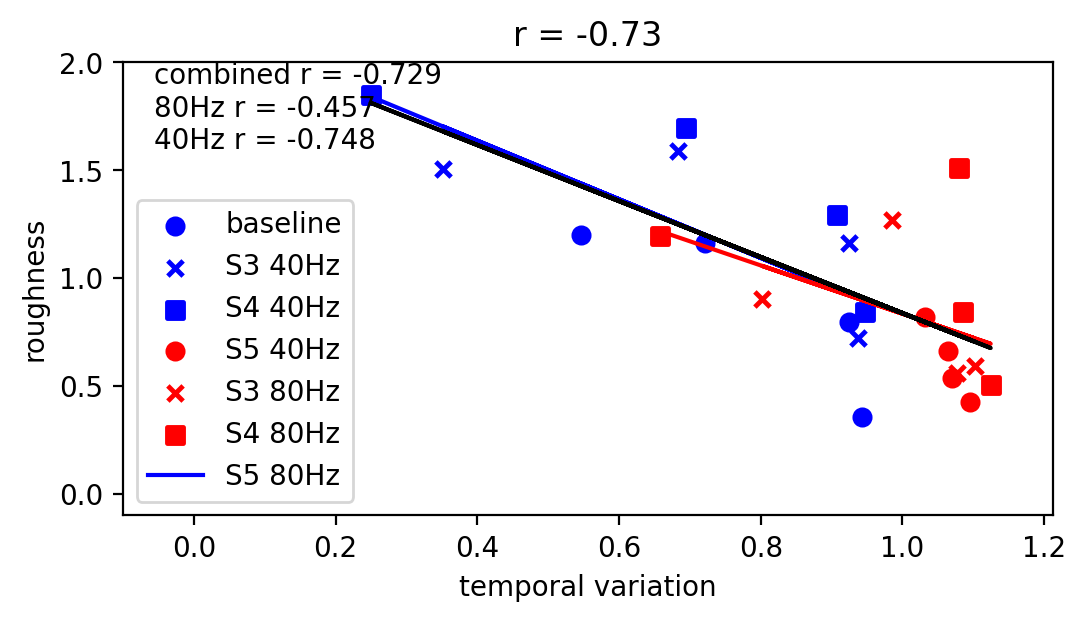 r = -0.73
combined r = -0.729
80Hz r = -0.457
40Hz r = -0.748
baseline
S3 40Hz
S4 40Hz
S5 40Hz
S3 80Hz
S4 80Hz
S5 80Hz
roughness
2.0
1.5
1.0
0.5
0.0
0.0 0.2 0.4 0.6 0.8 1.0 1.2
temporal variation